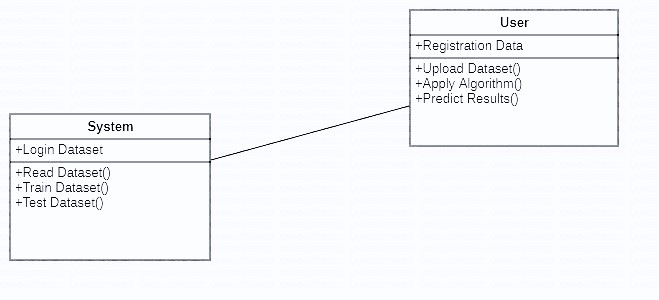 User
+Registration Data
+Upload Dataset()
+Apply Algorithm()
+Predict Results()
System
+Login Dataset
+Read Dataset()
+Train Dataset()
+Test Dataset()